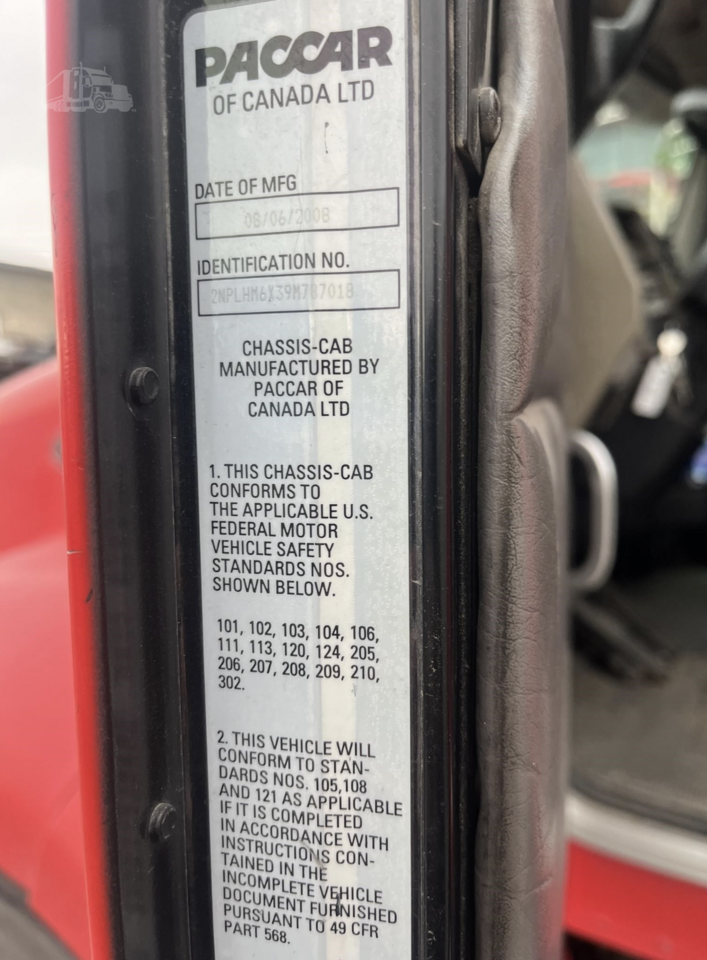 PACCAR
OF CANADA LTD
DATE OF MFG
08/06/2008
IDENTIFICATION NO.
2NPLHM6X39M787018
CHASSIS-CAB
MANUFACTURED BY
PACCAR OF
CANADA LTD
1. THIS CHASSIS-CAB
CONFORMS TO
THE APPLICABLE U.S.
FEDERAL MOTOR
VEHICLE SAFETY
STANDARDS NOS.
SHOWN BELOW.
101, 102, 103, 104, 106,
111, 113, 120, 124, 205,
206, 207, 208, 209, 210,
302.
2. THIS VEHICLE WILL
CONFORM TO STAN-
DARDS NOS. 105,108
AND 121 AS APPLICABLE
IF IT IS COMPLETED
IN ACCORDANCE WITH
INSTRUCTIONS CON-
TAINED IN THE
INCOMPLETE VEHICLE
DOCUMENT FURNISHED
PURSUANT TO 49 CFR
PART 568.